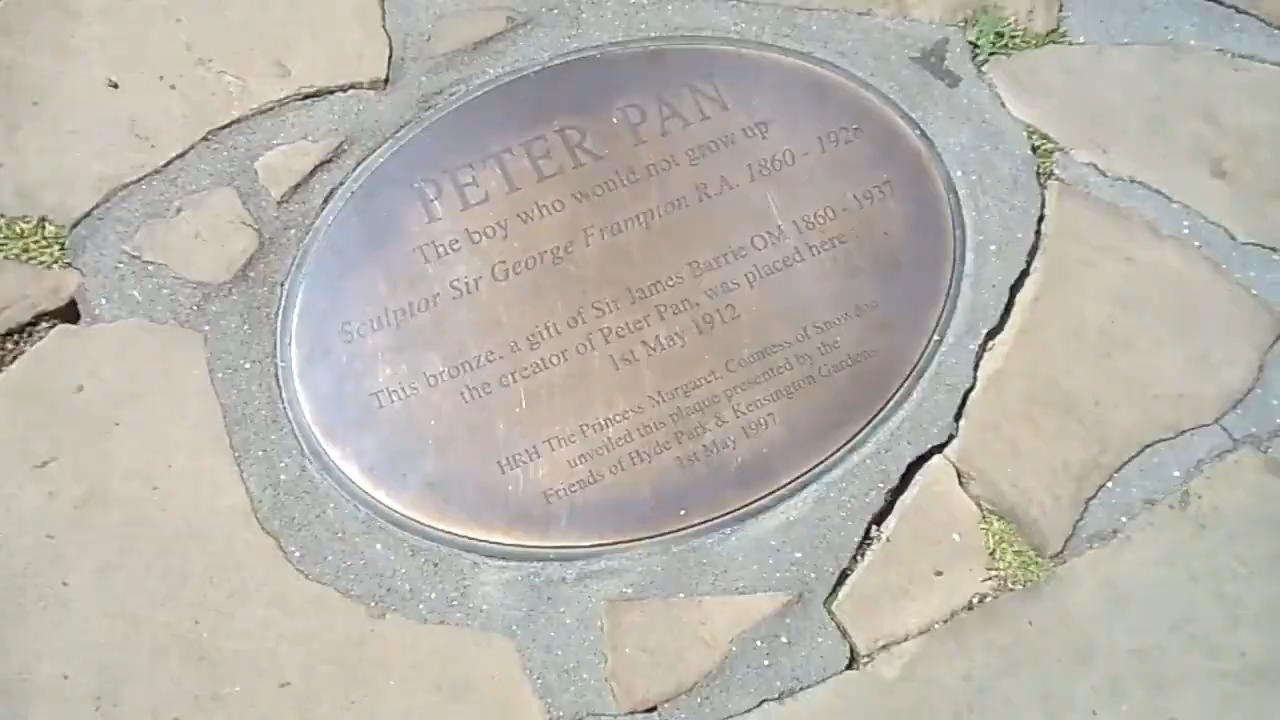 PETER PAN
The boy who would not grow up
Sculptor Sir George Frampton R.A. 1860 - 1928
This bronze, a gift of Sir James Barrie OM 1860 - 1937
the creator of Peter Pan, was placed here
1st May 1912
HRH The Princess Margaret, Countess of Snowdon
unveiled this plaque presented by the
Friends of Hyde Park & Kensington Gardens
1st May 1997